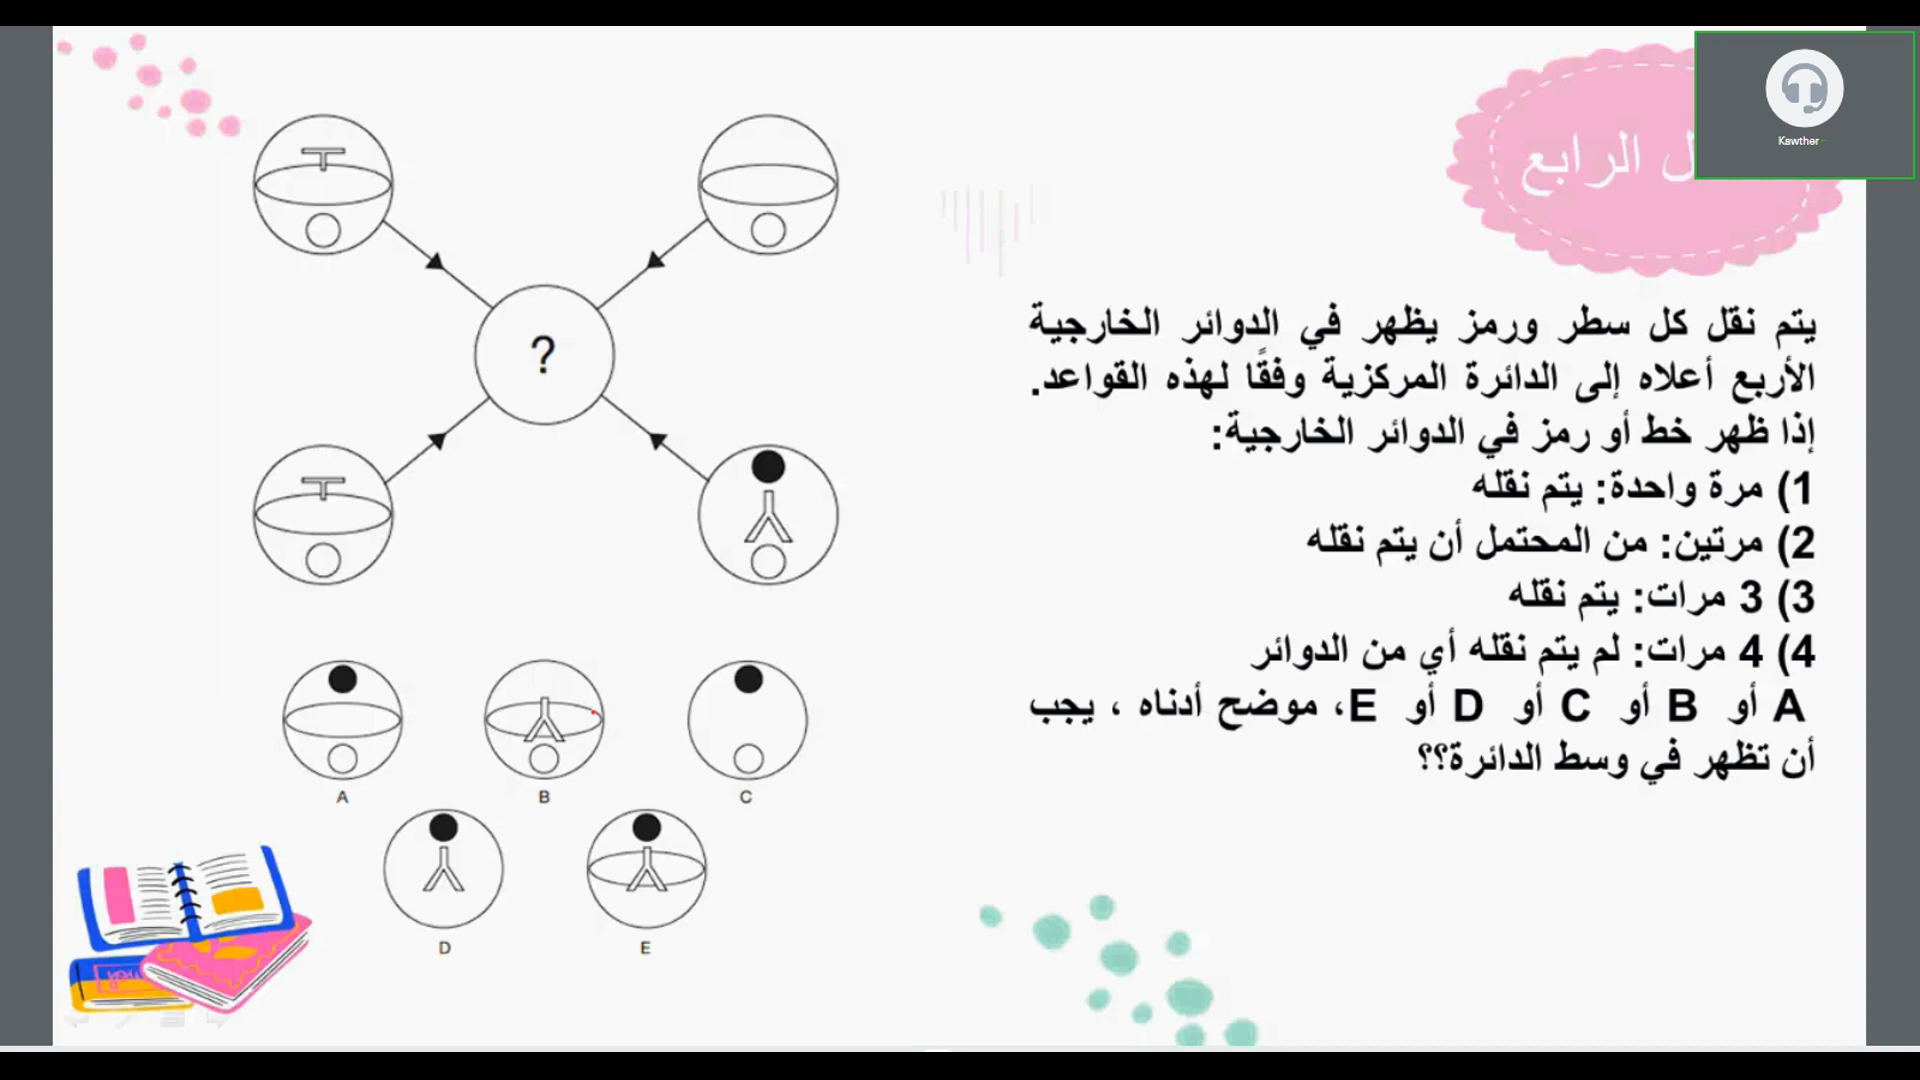 Kawther
الرابع
?
يتم نقل كل سطر ورمز يظهر في الدوائر الخارجية
الأربع أعلاه إلى الدائرة المركزية وفقًا لهذه القواعد.
إذا ظهر خط أو رمز في الدوائر الخارجية:
1) مرة واحدة: يتم نقله
2) مرتين: من المحتمل أن يتم نقله
3) 3 مرات: يتم نقله
4) 4 مرات: لم يتم نقله أي من الدوائر
A أو B أو C أو D أو E، موضح أدناه ، يجب
أن تظهر في وسط الدائرة؟؟
A B C
D E